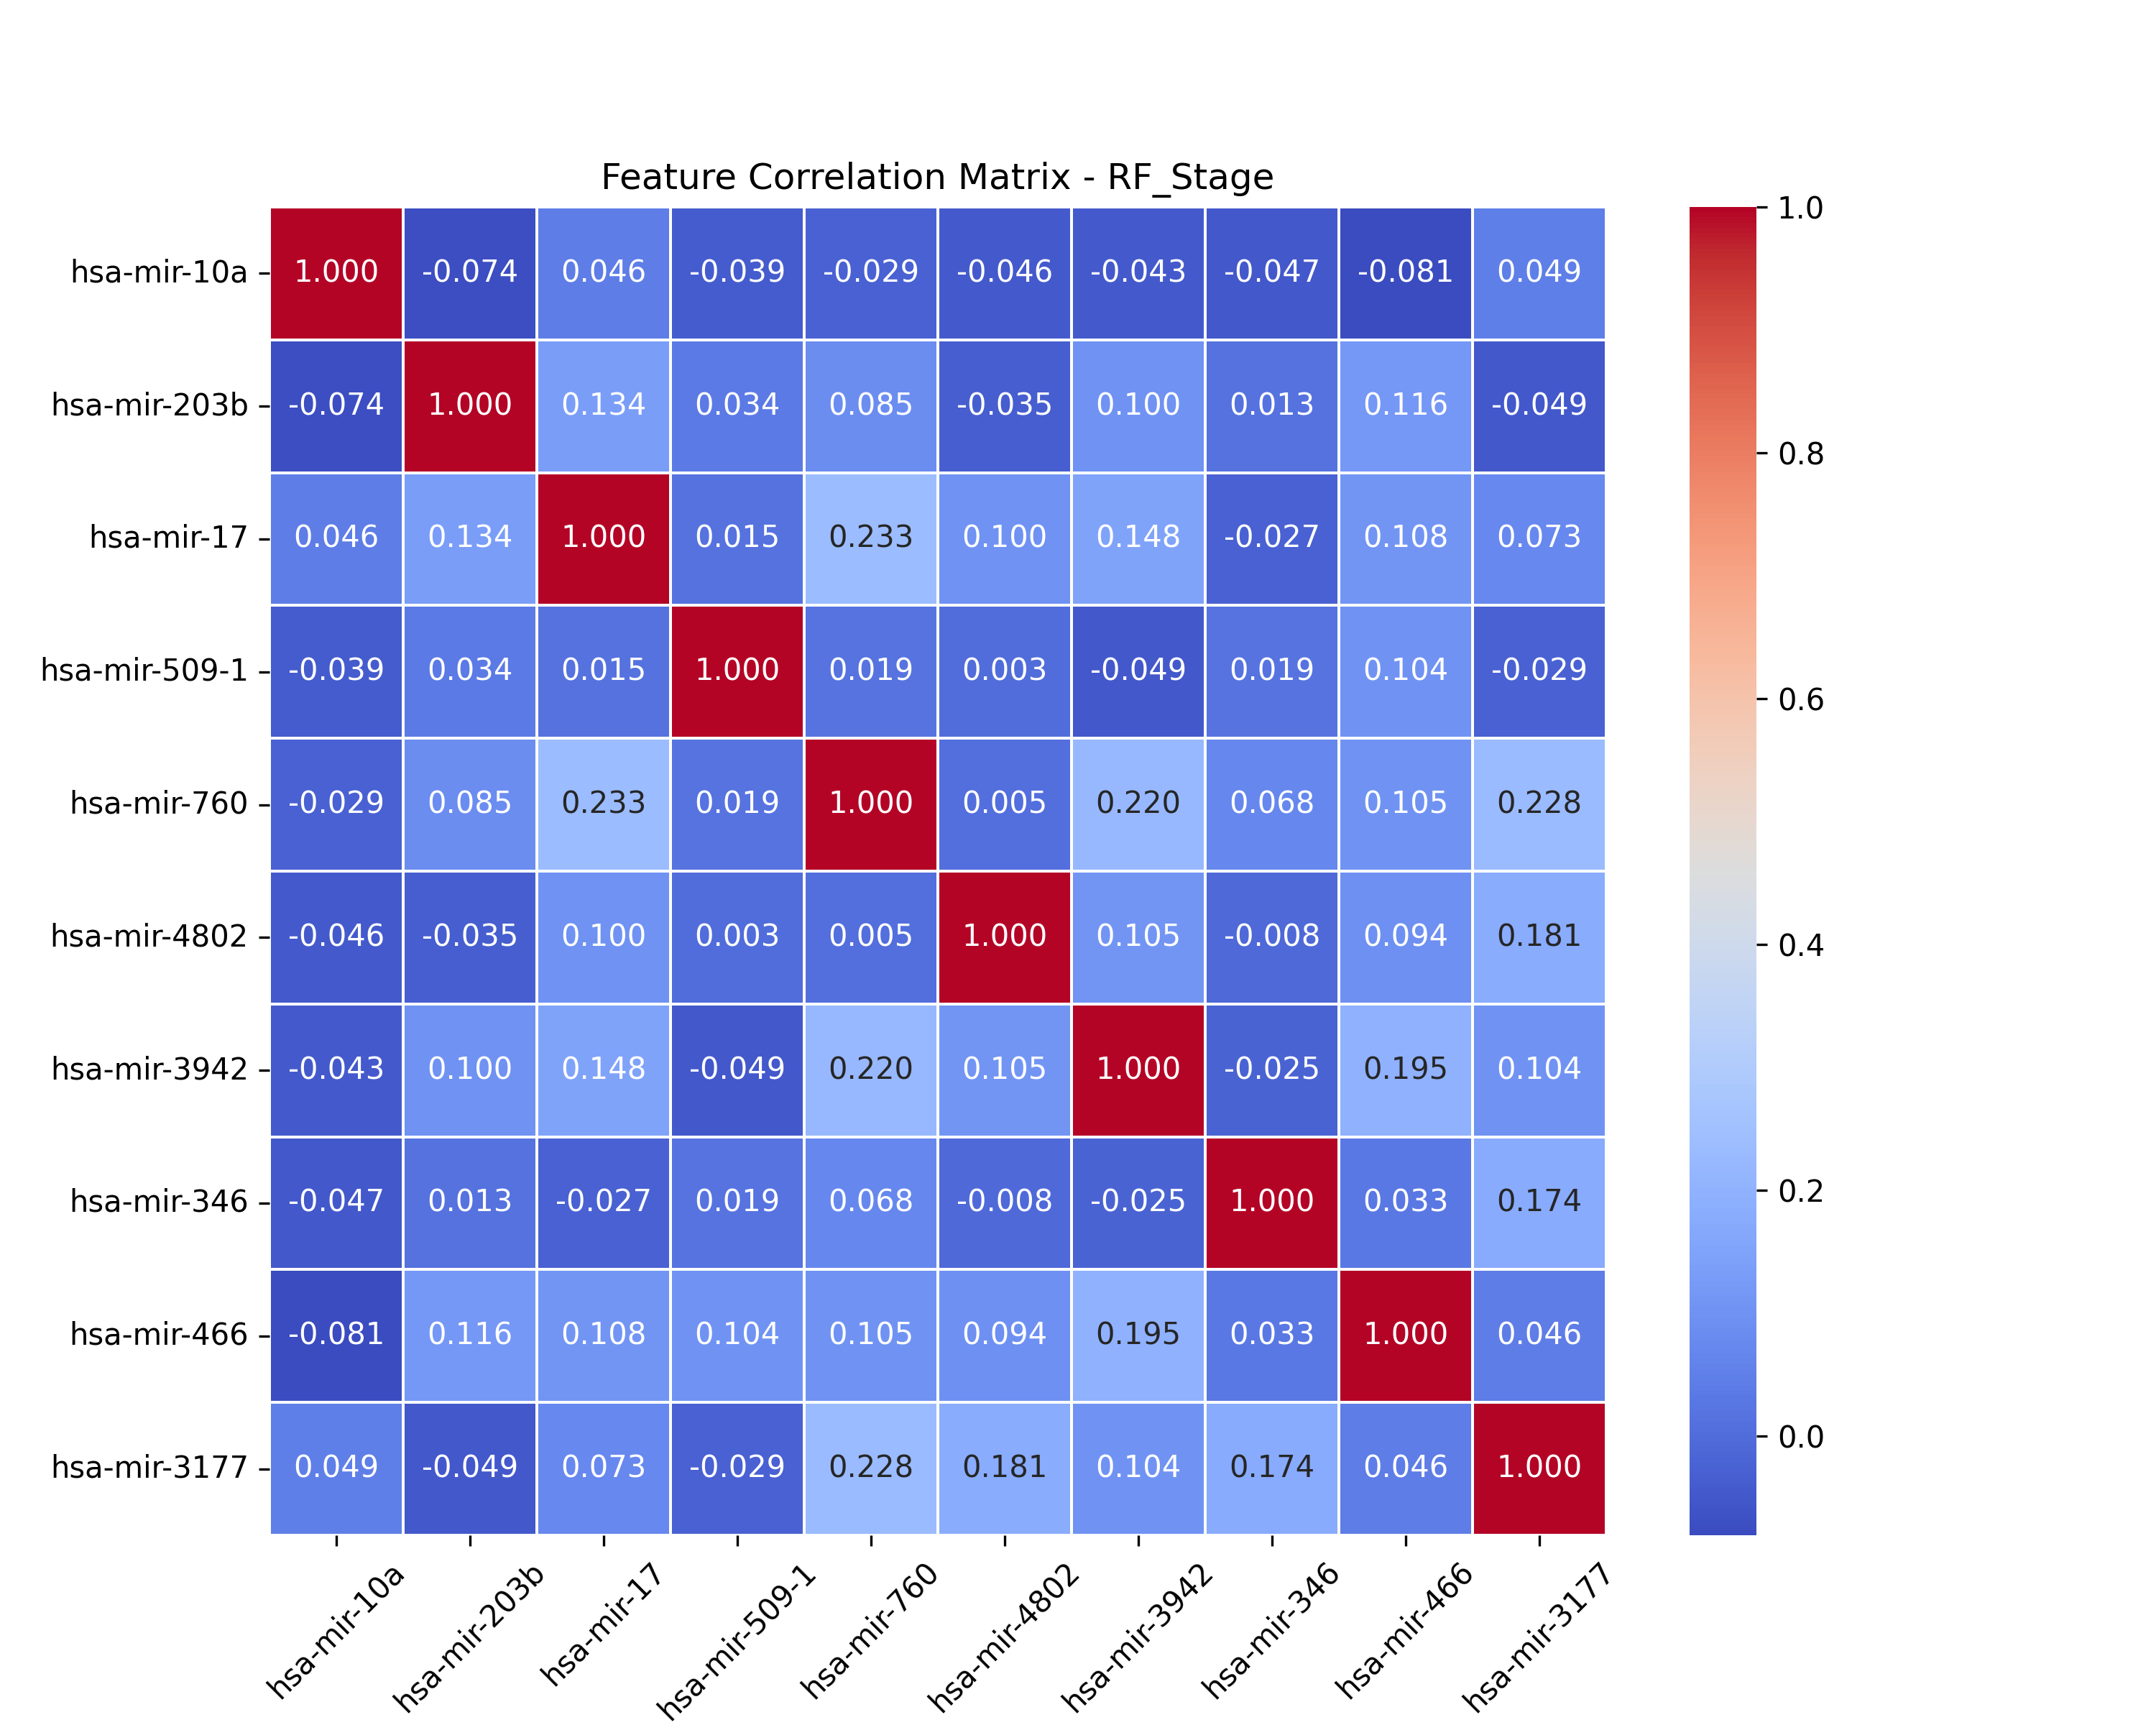 Feature Correlation Matrix - RF_Stage
hsa-mir-10a 1.000 -0.074 0.046 -0.039 -0.029 -0.046 -0.043 -0.047 -0.081 0.049
hsa-mir-203b -0.074 1.000 0.134 0.034 0.085 -0.035 0.100 0.013 0.116 -0.049
hsa-mir-17 0.046 0.134 1.000 0.015 0.233 0.100 0.148 -0.027 0.108 0.073
hsa-mir-509-1 -0.039 0.034 0.015 1.000 0.019 0.003 -0.049 0.019 0.104 -0.029
hsa-mir-760 -0.029 0.085 0.233 0.019 1.000 0.005 0.220 0.068 0.105 0.228
hsa-mir-4802 -0.046 -0.035 0.100 0.003 0.005 1.000 0.105 -0.008 0.094 0.181
hsa-mir-3942 -0.043 0.100 0.148 -0.049 0.220 0.105 1.000 -0.025 0.195 0.104
hsa-mir-346 -0.047 0.013 -0.027 0.019 0.068 -0.008 -0.025 1.000 0.033 0.174
hsa-mir-466 -0.081 0.116 0.108 0.104 0.105 0.094 0.195 0.033 1.000 0.046
hsa-mir-3177 0.049 -0.049 0.073 -0.029 0.228 0.181 0.104 0.174 0.046 1.000
hsa-mir-10a hsa-mir-203b hsa-mir-17 hsa-mir-509-1 hsa-mir-760 hsa-mir-4802 hsa-mir-3942 hsa-mir-346 hsa-mir-466 hsa-mir-3177
1.0
0.8
0.6
0.4
0.2
0.0